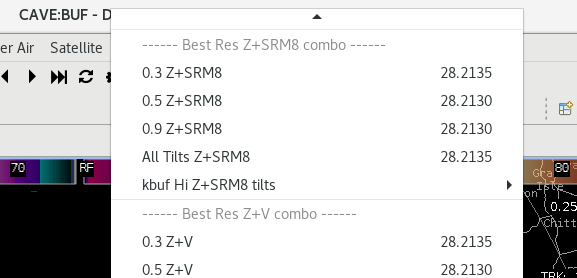 CAVE:BUF - D
er Air Satellite
------ Best Res Z+SRM8 combo ------
0.3 Z+SRM8 28.2135
0.5 Z+SRM8 28.2130
0.9 Z+SRM8 28.2130
All Tilts Z+SRM8 28.2135
kbuf Hi Z+SRM8 tilts
70 RF 80
Gra
Isle
on
0.25
Chitt
------ Best Res Z+V combo ------
0.3 Z+V 28.2135
0.5 Z+V 28.2130
TRK: